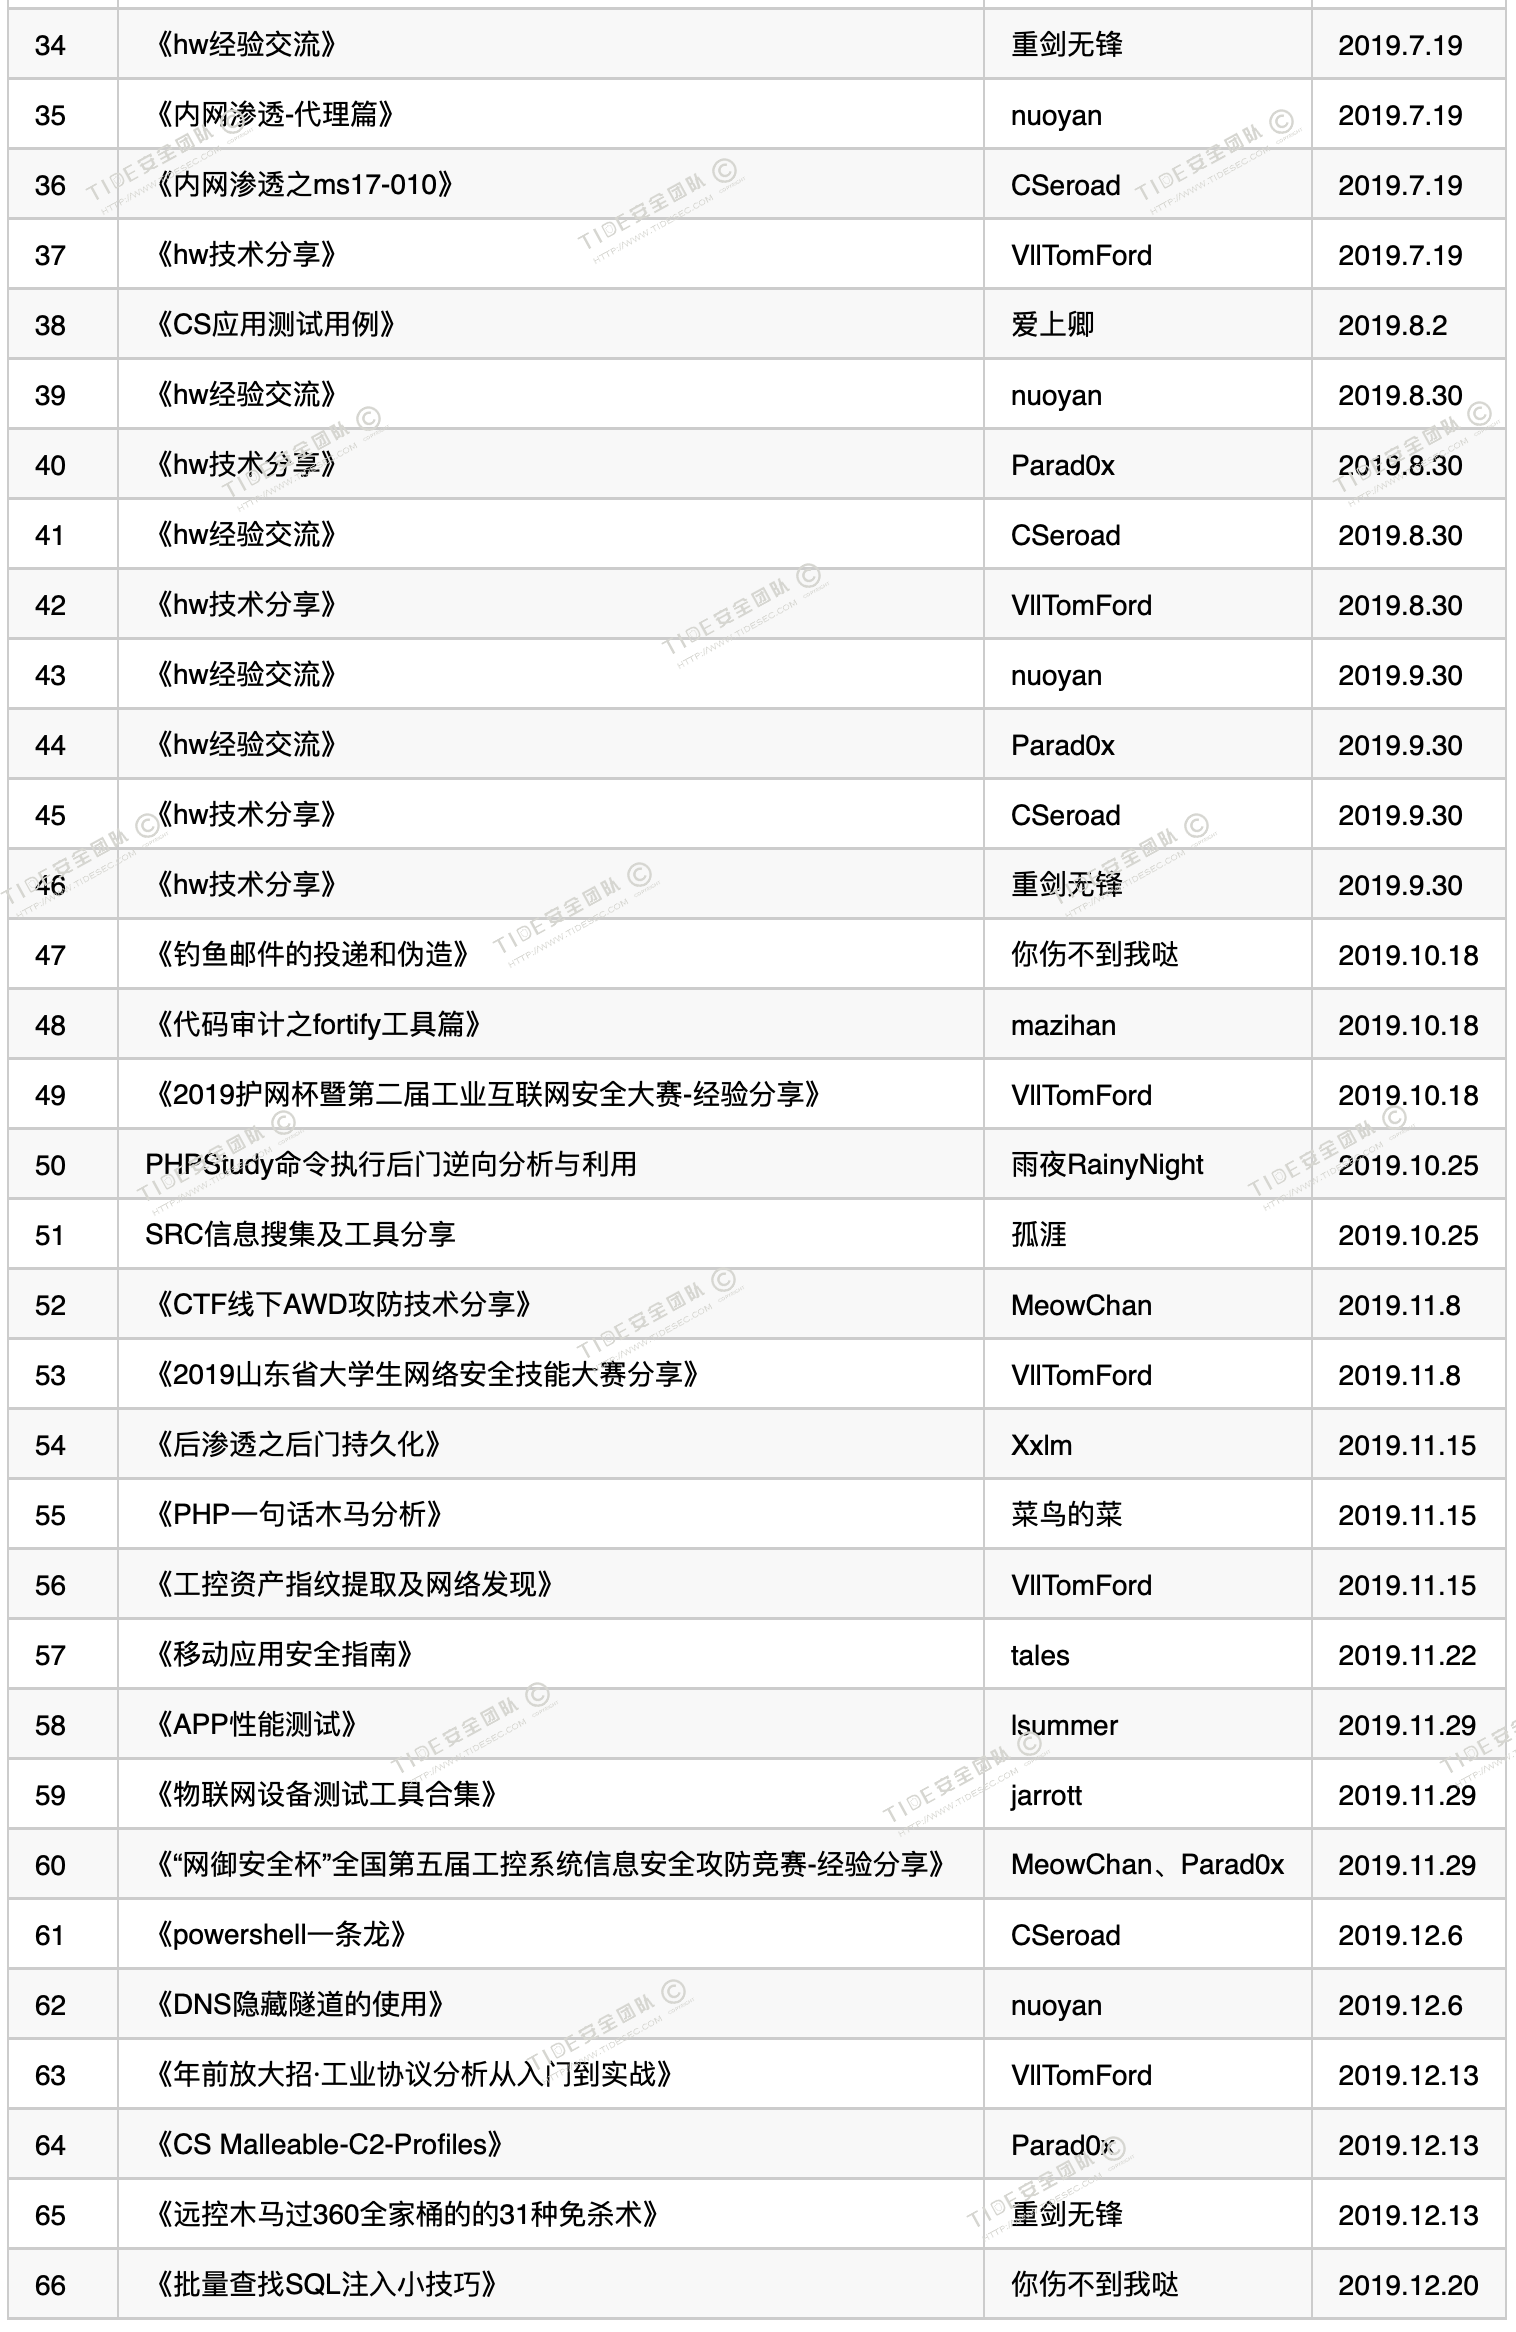 34 《hw经验交流》 重剑无锋 2019.7.19
35 《内网渗透-代理篇》 nuoyan 2019.7.19
36 《内网渗透之ms17-010》 CSeroad 2019.7.19
37 《hw技术分享》 VllTomFord 2019.7.19
38 《CS应用测试用例》 爱上卿 2019.8.2
39 《hw经验交流》 nuoyan 2019.8.30
40 《hw技术分享》 Parad0x 2019.8.30
41 《hw经验交流》 CSeroad 2019.8.30
42 《hw技术分享》 VllTomFord 2019.8.30
43 《hw经验交流》 nuoyan 2019.9.30
44 《hw经验交流》 Parad0x 2019.9.30
45 《hw技术分享》 CSeroad 2019.9.30
46 《hw技术分享》 重剑无锋 2019.9.30
47 《钓鱼邮件的投递和伪造》 你伤不到我哒 2019.10.18
48 《代码审计之fortify工具篇》 mazihan 2019.10.18
49 《2019护网杯暨第二届工业互联网安全大赛-经验分享》 VllTomFord 2019.10.18
50 PHPStudy命令执行后门逆向分析与利用 雨夜RainyNight 2019.10.25
51 SRC信息搜集及工具分享 孤涯 2019.10.25
52 《CTF线下AWD攻防技术分享》 MeowChan 2019.11.8
53 《2019山东省大学生网络安全技能大赛分享》 VllTomFord 2019.11.8
54 《后渗透之后门持久化》 Xxlm 2019.11.15
55 《PHP一句话木马分析》 菜鸟的菜 2019.11.15
56 《工控资产指纹提取及网络发现》 VllTomFord 2019.11.15
57 《移动应用安全指南》 tales 2019.11.22
58 《APP性能测试》 lsummer 2019.11.29
59 《物联网设备测试工具合集》 jarrott 2019.11.29
60 《“网御安全杯”全国第五届工控系统信息安全攻防竞赛-经验分享》 MeowChan、Parad0x 2019.11.29
61 《powershell一条龙》 CSeroad 2019.12.6
62 《DNS隐藏隧道的使用》 nuoyan 2019.12.6
63 《年前放大招·工业协议分析从入门到实战》 VllTomFord 2019.12.13
64 《CS Malleable-C2-Profiles》 Parad0x 2019.12.13
65 《远控木马过360全家桶的的31种免杀术》 重剑无锋 2019.12.13
66 《批量查找SQL注入小技巧》 你伤不到我哒 2019.12.20
TIDE安全团队 ©
HTTP://WWW.TIDESEC.COM